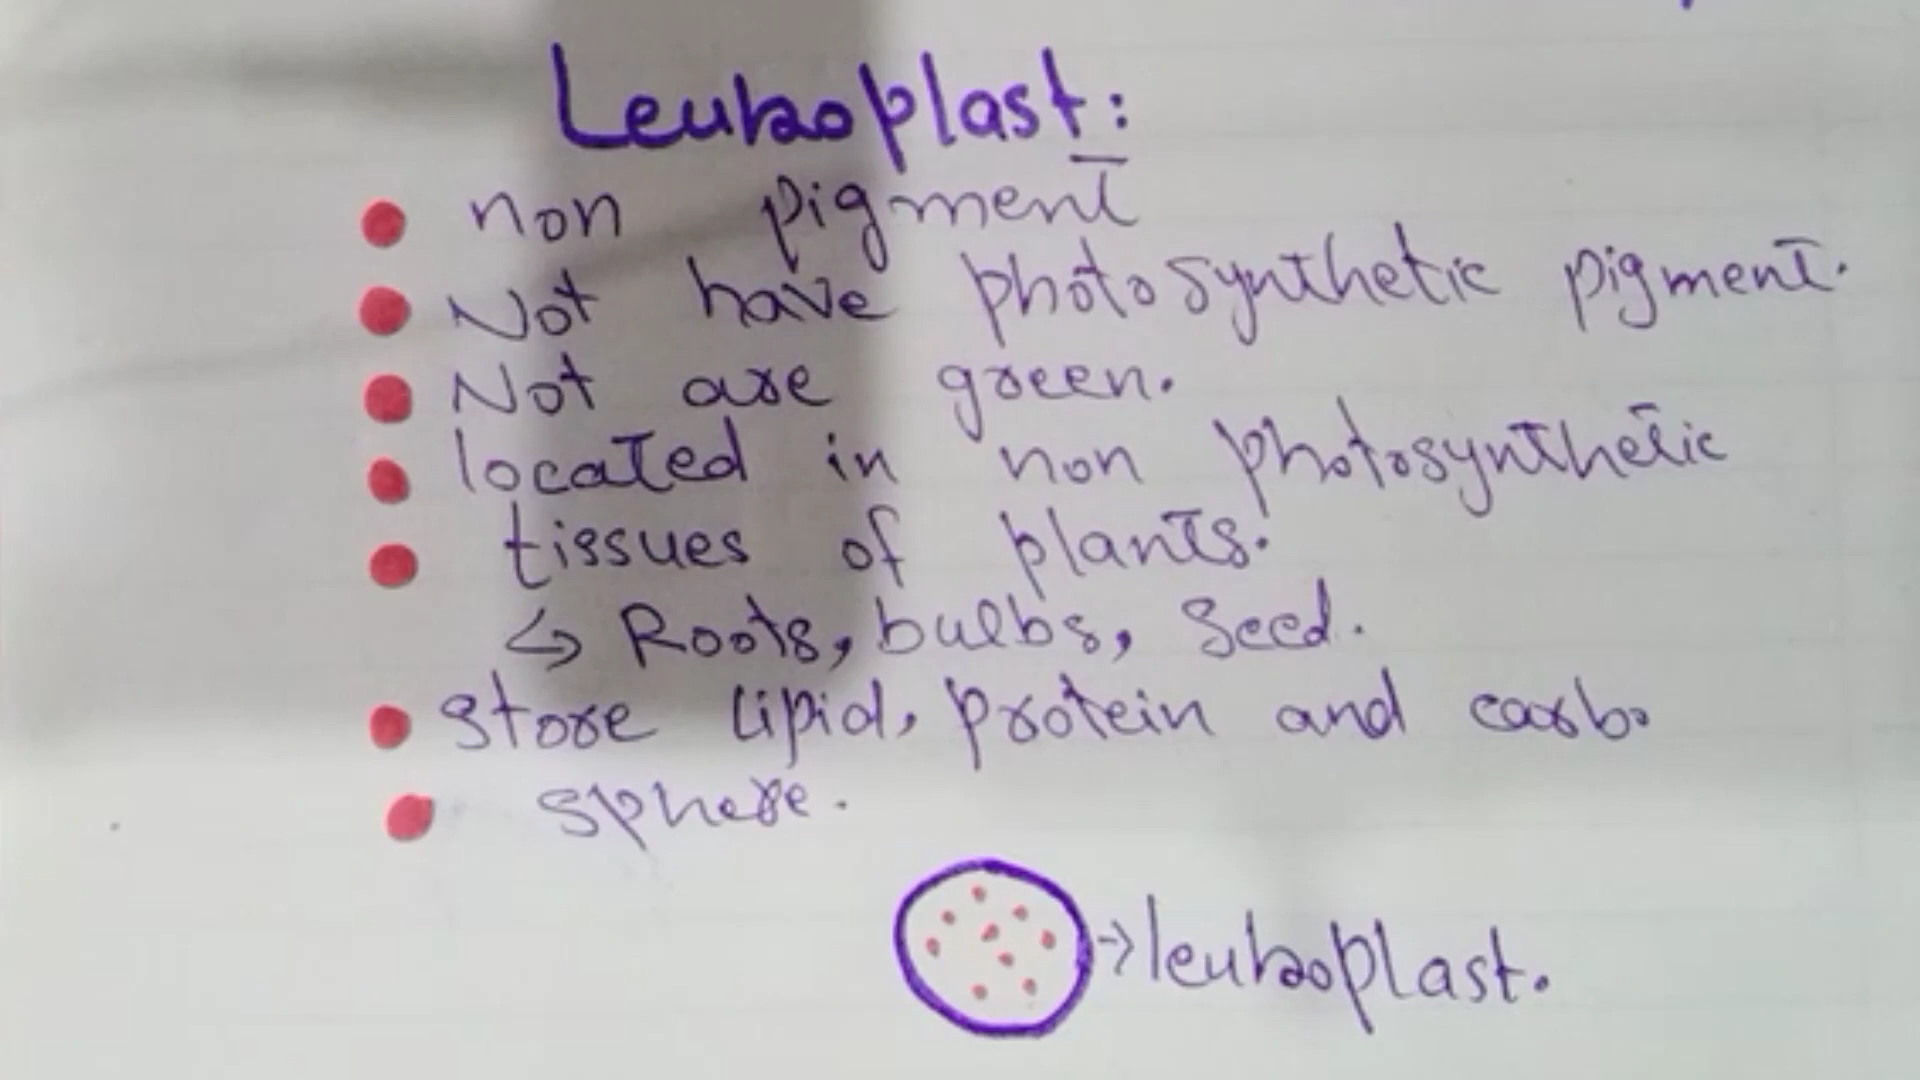 Leukoplast:
non pigment
Not have photosynthetic pigment.
Not are green.
located in non photosynthetic
tissues of plants.
↳ Roots, bulbs, Seed.
store lipid, protein and carb.
sphere.
→leukoplast.